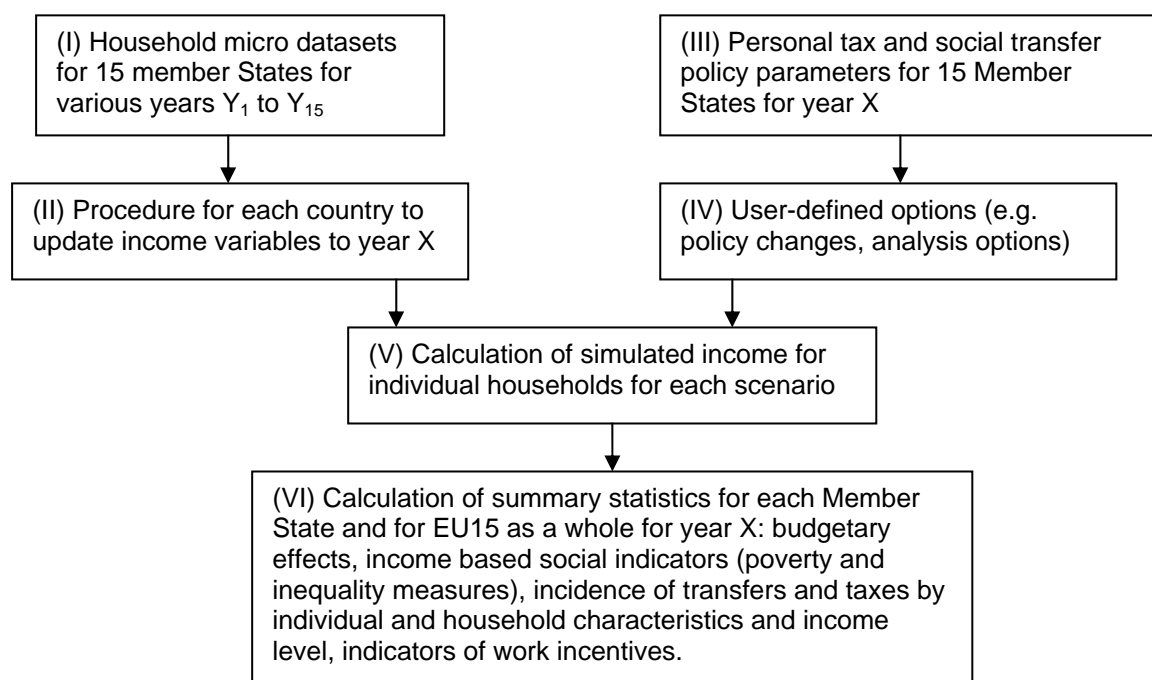 (I) Household micro datasets
for 15 member States for
various years Y₁ to Y₁₅
(III) Personal tax and social transfer
policy parameters for 15 Member
States for year X
(II) Procedure for each country to
update income variables to year X
(IV) User-defined options (e.g.
policy changes, analysis options)
(V) Calculation of simulated income for
individual households for each scenario
(VI) Calculation of summary statistics for each Member
State and for EU15 as a whole for year X: budgetary
effects, income based social indicators (poverty and
inequality measures), incidence of transfers and taxes by
individual and household characteristics and income
level, indicators of work incentives.